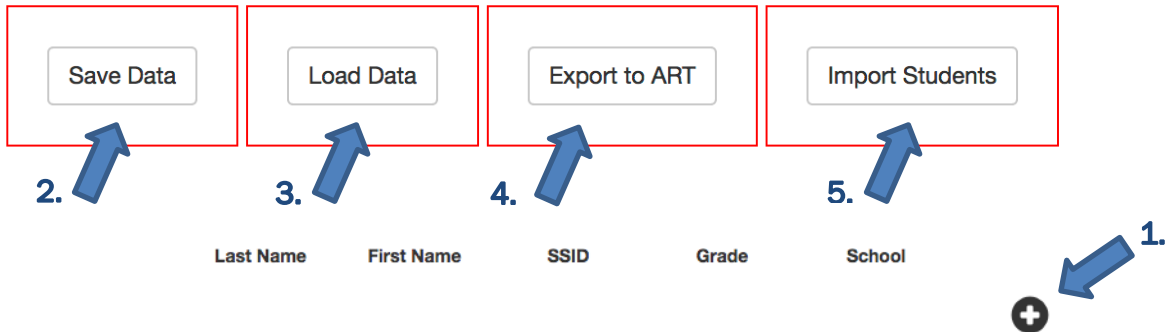 Save Data Load Data Export to ART Import Students
2. 3. 4. 5.
1.
Last Name First Name SSID Grade School